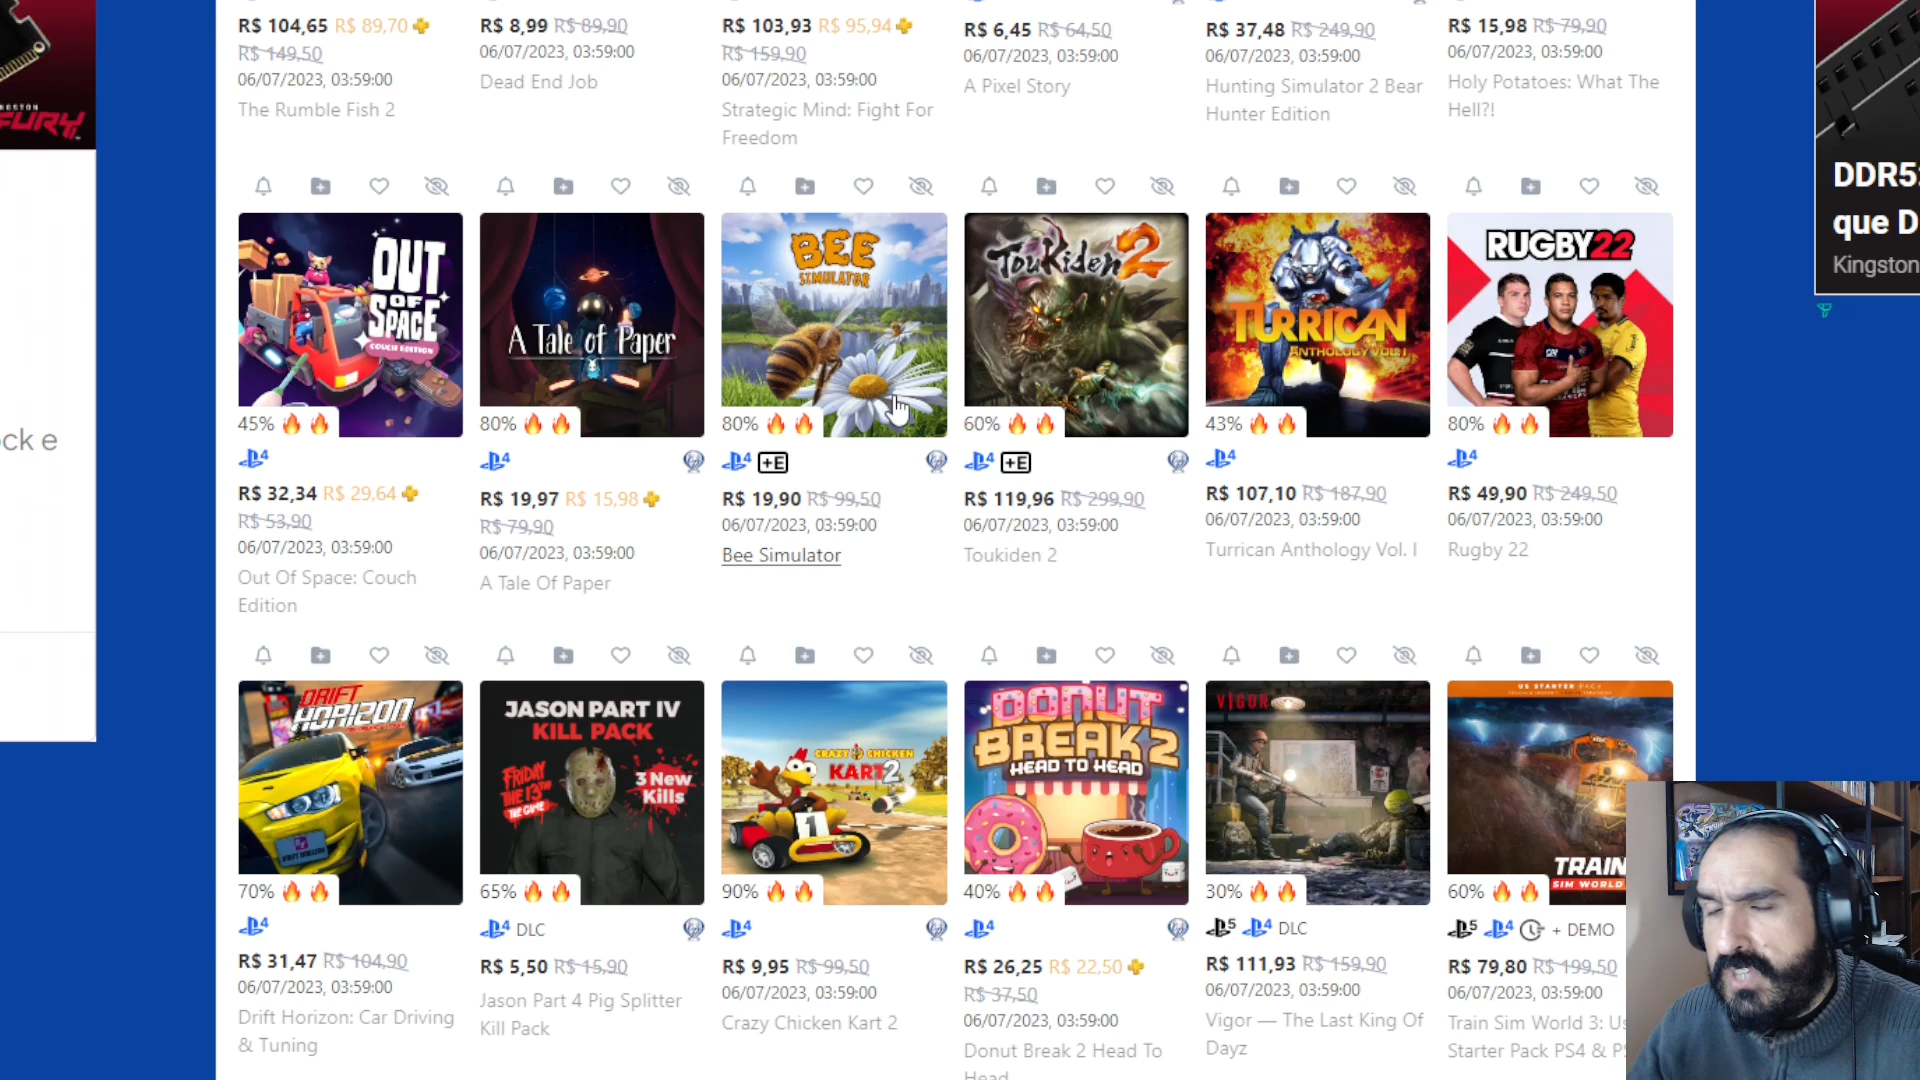 R$ 104,65 R$ 89,70
R$ 149,50
06/07/2023, 03:59:00
The Rumble Fish 2
R$ 8,99 R$ 89,90
06/07/2023, 03:59:00
Dead End Job
R$ 103,93 R$ 95,94
R$ 159,90
06/07/2023, 03:59:00
Strategic Mind: Fight For
Freedom
R$ 6,45 R$ 64,50
06/07/2023, 03:59:00
A Pixel Story
R$ 37,48 R$ 249,90
06/07/2023, 03:59:00
Hunting Simulator 2 Bear
Hunter Edition
R$ 15,98 R$ 79,90
06/07/2023, 03:59:00
Holy Potatoes: What The
Hell?!
FURY
ck e
DDR5
que D
Kingston
OUT
OF
SPACE
COUCH EDITION
45%
R$ 32,34 R$ 29,64
R$ 53,90
06/07/2023, 03:59:00
Out Of Space: Couch
Edition
A Tale of Paper
80%
R$ 19,97 R$ 15,98
R$ 79,90
06/07/2023, 03:59:00
A Tale Of Paper
BEE
SIMULATOR
80%
+E
R$ 19,90 R$ 99,50
06/07/2023, 03:59:00
Bee Simulator
Toukiden 2
60%
+E
R$ 119,96 R$ 299,90
06/07/2023, 03:59:00
Toukiden 2
TURRICAN
ANTHOLOGY VOL. I
43%
R$ 107,10 R$ 187,90
06/07/2023, 03:59:00
Turrican Anthology Vol. I
RUGBY 22
80%
R$ 49,90 R$ 249,50
06/07/2023, 03:59:00
Rugby 22
DRIFT
HORIZON
70%
R$ 31,47 R$ 104,90
06/07/2023, 03:59:00
Drift Horizon: Car Driving
& Tuning
JASON PART IV
KILL PACK
FRIDAY
THE 13TH
THE GAME
3 New
Kills
65%
DLC
R$ 5,50 R$ 15,90
Jason Part 4 Pig Splitter
Kill Pack
CRAZY CHICKEN
KART 2
1
90%
R$ 9,95 R$ 99,50
06/07/2023, 03:59:00
Crazy Chicken Kart 2
DONUT
BREAK 2
HEAD TO HEAD
40%
R$ 26,25 R$ 22,50
R$ 37,50
06/07/2023, 03:59:00
Donut Break 2 Head To
Head
VIGOR
30%
DLC
R$ 111,93 R$ 159,90
06/07/2023, 03:59:00
Vigor — The Last King Of
Dayz
US STARTER PACK
TRAIN
SIM WORLD
60%
+ DEMO
R$ 79,80 R$ 199,50
06/07/2023, 03:59:00
Train Sim World 3: Us
Starter Pack PS4 & P